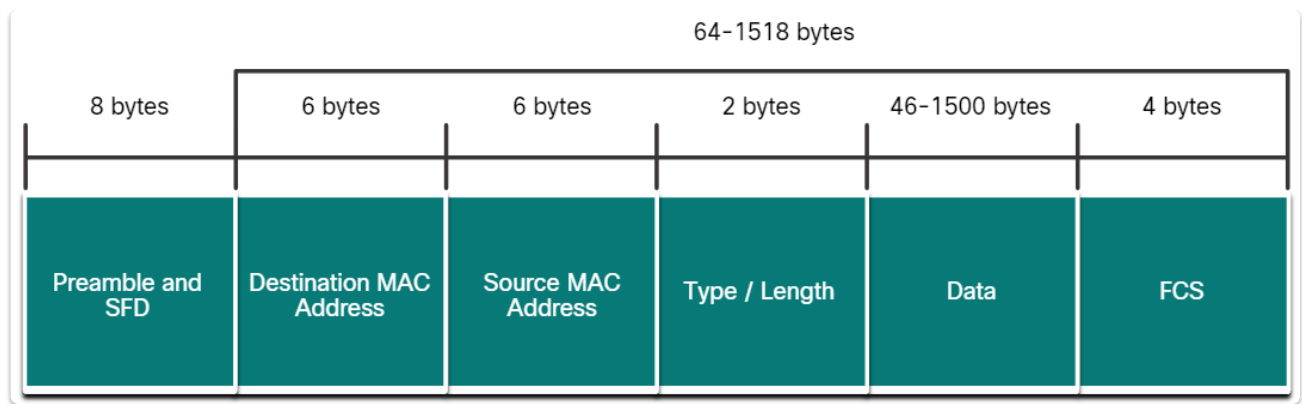 64-1518 bytes
8 bytes
6 bytes
6 bytes
2 bytes
46-1500 bytes
4 bytes
Preamble and
SFD
Destination MAC
Address
Source MAC
Address
Type / Length
Data
FCS